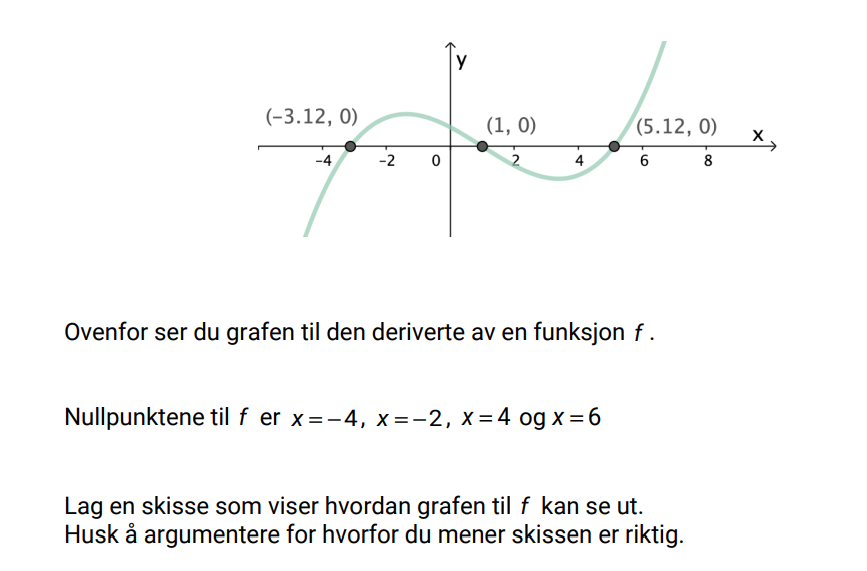 y
(−3.12, 0)
(1, 0)
(5.12, 0)
x
−4 −2 0 2 4 6 8
Ovenfor ser du grafen til den deriverte av en funksjon f .
Nullpunktene til f er x=−4, x=−2, x=4 og x=6
Lag en skisse som viser hvordan grafen til f kan se ut.
Husk å argumentere for hvorfor du mener skissen er riktig.